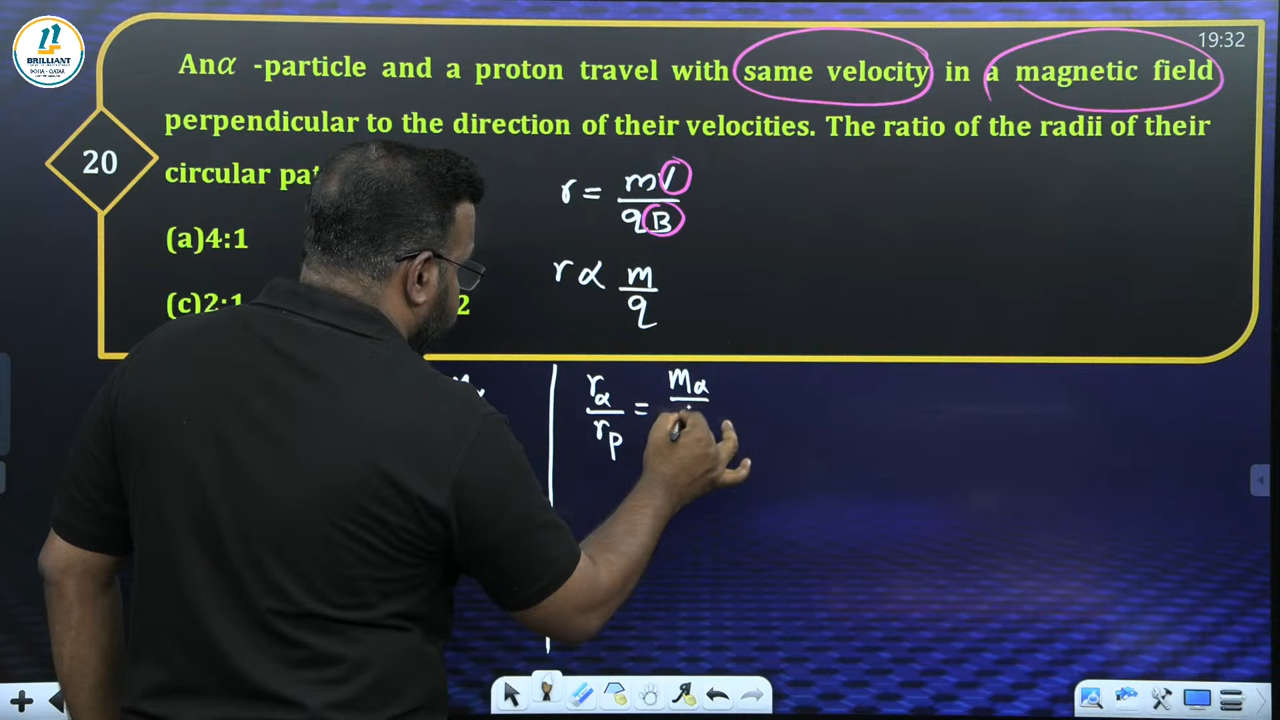 BRILLIANT
DOHA - QATAR
19:32
20
Anα -particle and a proton travel with same velocity in a magnetic field
perpendicular to the direction of their velocities. The ratio of the radii of their
circular
(a)4:1
(c)2:1
2
r = mV / qB
r ∝ m / q
rα / rp = mα